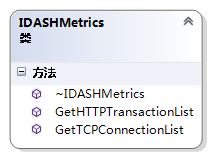 IDASHMetrics
类
方法
~IDASHMetrics
GetHTTPTransactionList
GetTCPConnectionList